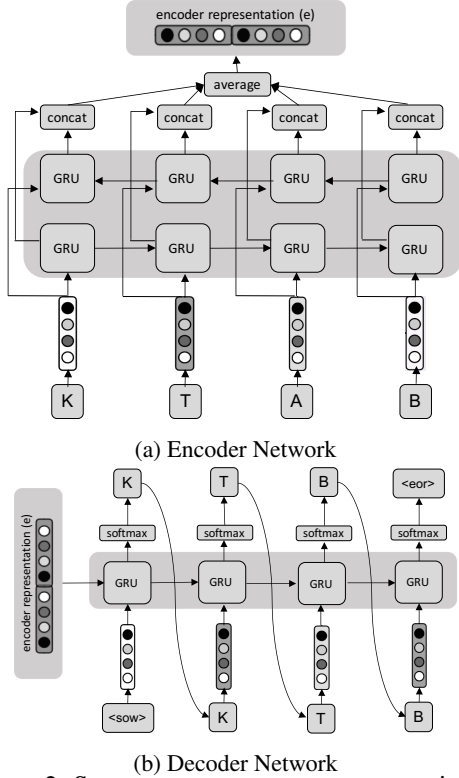 encoder representation (e)
average
concat concat concat concat
GRU GRU GRU GRU
GRU GRU GRU GRU
K T A B
(a) Encoder Network
K T B <eor>
softmax softmax softmax softmax
encoder representation (e)
GRU GRU GRU GRU
<sow> K T B
(b) Decoder Network